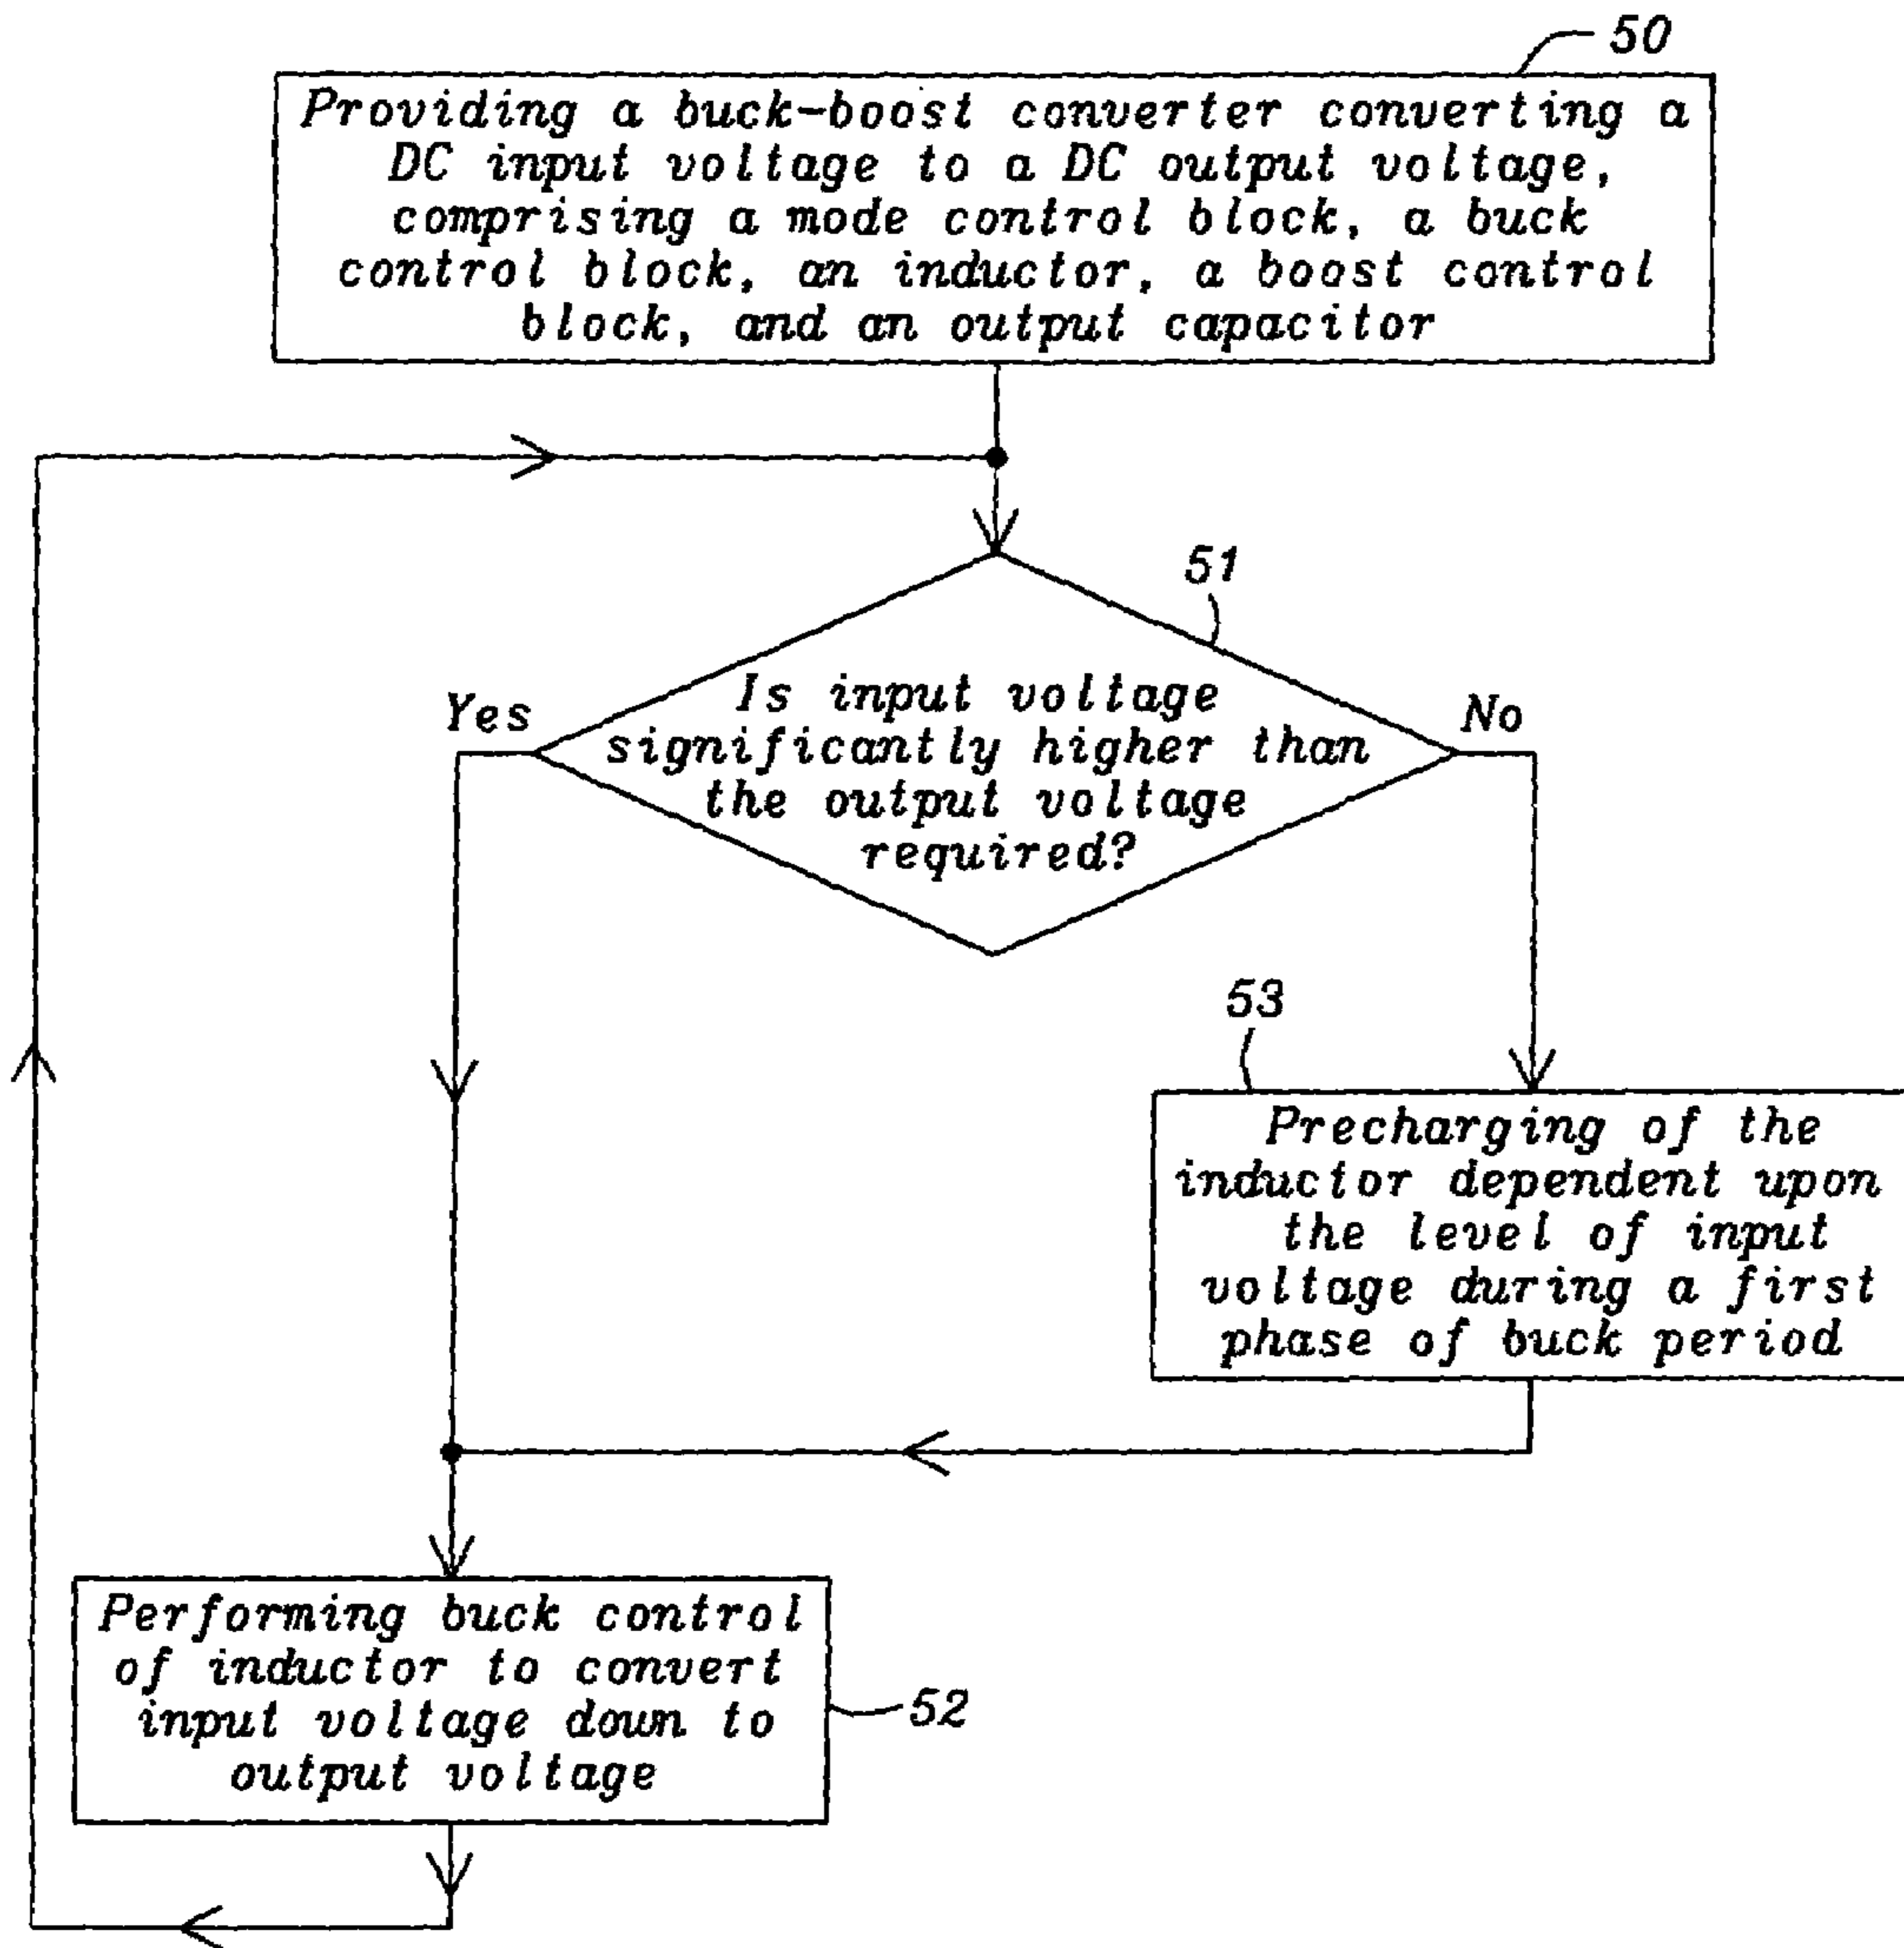 50
Providing a buck-boost converter converting a
DC input voltage to a DC output voltage,
comprising a mode control block, a buck
control block, an inductor, a boost control
block, and an output capacitor
51
Yes
No
Is input voltage
significantly higher than
the output voltage
required?
53
Precharging of the
inductor dependent upon
the level of input
voltage during a first
phase of buck period
Performing buck control
of inductor to convert
input voltage down to
output voltage
52